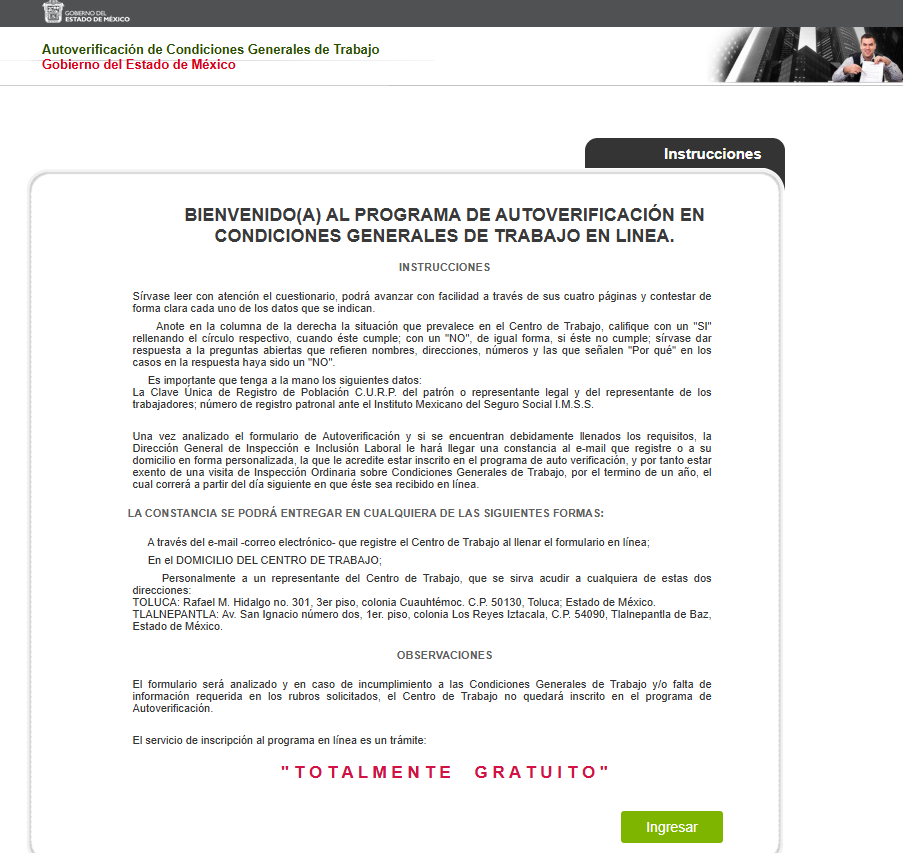 GOBIERNO DEL
ESTADO DE MÉXICO
Autoverificación de Condiciones Generales de Trabajo
Gobierno del Estado de México
Instrucciones
BIENVENIDO(A) AL PROGRAMA DE AUTOVERIFICACIÓN EN
CONDICIONES GENERALES DE TRABAJO EN LINEA.
INSTRUCCIONES
Sírvase leer con atención el cuestionario, podrá avanzar con facilidad a través de sus cuatro páginas y contestar de
forma clara cada uno de los datos que se indican.
Anote en la columna de la derecha la situación que prevalece en el Centro de Trabajo, califique con un "SI"
rellenando el círculo respectivo, cuando éste cumple; con un "NO", de igual forma, si éste no cumple; sírvase dar
respuesta a la preguntas abiertas que refieren nombres, direcciones, números y las que señalen "Por qué" en los
casos en la respuesta haya sido un "NO".
Es importante que tenga a la mano los siguientes datos:
La Clave Única de Registro de Población C.U.R.P. del patrón o representante legal y del representante de los
trabajadores; número de registro patronal ante el Instituto Mexicano del Seguro Social I.M.S.S.
Una vez analizado el formulario de Autoverificación y si se encuentran debidamente llenados los requisitos, la
Dirección General de Inspección e Inclusión Laboral le hará llegar una constancia al e-mail que registre o a su
domicilio en forma personalizada, la que le acredite estar inscrito en el programa de auto verificación, y por tanto estar
exento de una visita de Inspección Ordinaria sobre Condiciones Generales de Trabajo, por el termino de un año, el
cual correrá a partir del día siguiente en que éste sea recibido en línea.
LA CONSTANCIA SE PODRÁ ENTREGAR EN CUALQUIERA DE LAS SIGUIENTES FORMAS:
A través del e-mail -correo electrónico- que registre el Centro de Trabajo al llenar el formulario en línea;
En el DOMICILIO DEL CENTRO DE TRABAJO;
Personalmente a un representante del Centro de Trabajo, que se sirva acudir a cualquiera de estas dos
direcciones:
TOLUCA: Rafael M. Hidalgo no. 301, 3er piso, colonia Cuauhtémoc. C.P. 50130, Toluca; Estado de México.
TLALNEPANTLA: Av. San Ignacio número dos, 1er. piso, colonia Los Reyes Iztacala, C.P. 54090, Tlalnepantla de Baz,
Estado de México.
OBSERVACIONES
El formulario será analizado y en caso de incumplimiento a las Condiciones Generales de Trabajo y/o falta de
información requerida en los rubros solicitados, el Centro de Trabajo no quedará inscrito en el programa de
Autoverificación.
El servicio de inscripción al programa en línea es un trámite:
"TOTALMENTE GRATUITO"
Ingresar